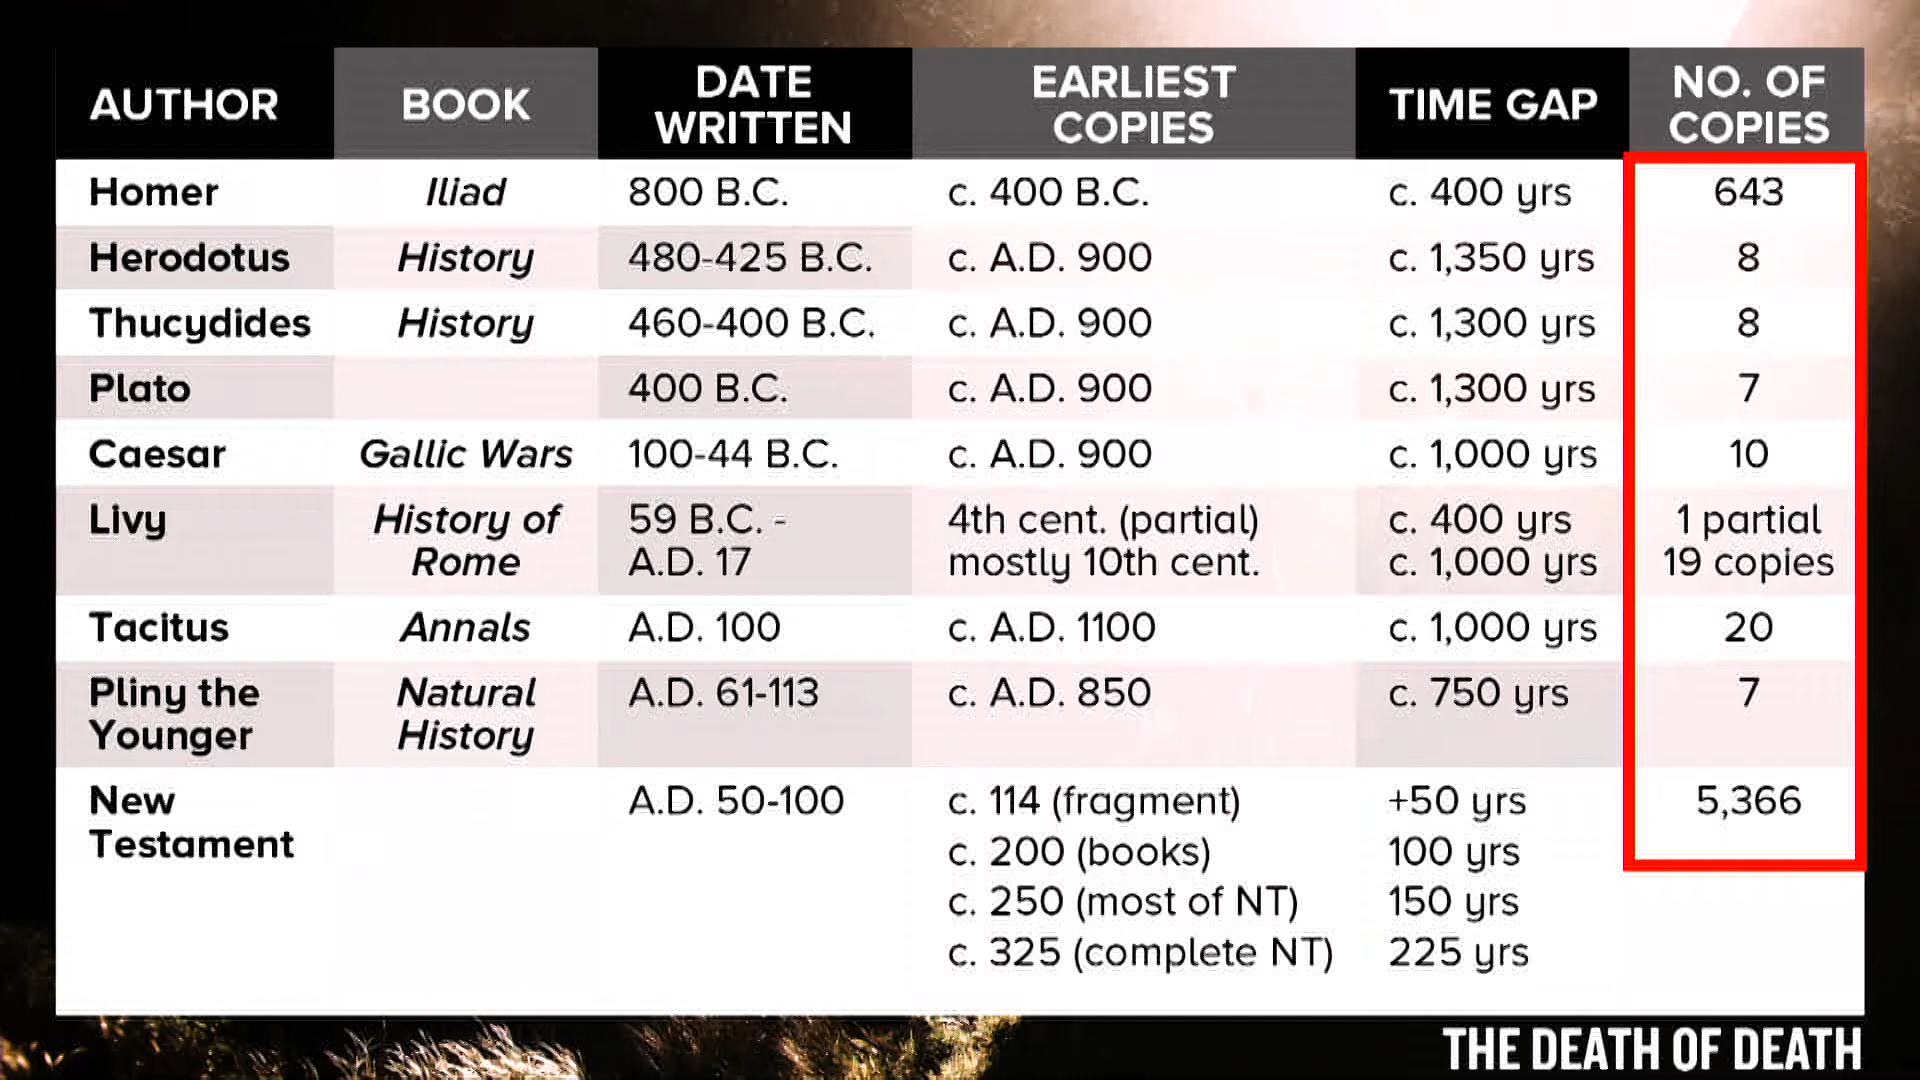 AUTHOR BOOK DATE WRITTEN EARLIEST COPIES TIME GAP NO. OF COPIES
Homer Iliad 800 B.C. c. 400 B.C. c. 400 yrs 643
Herodotus History 480-425 B.C. c. A.D. 900 c. 1,350 yrs 8
Thucydides History 460-400 B.C. c. A.D. 900 c. 1,300 yrs 8
Plato 400 B.C. c. A.D. 900 c. 1,300 yrs 7
Caesar Gallic Wars 100-44 B.C. c. A.D. 900 c. 1,000 yrs 10
Livy History of 59 B.C. - 4th cent. (partial) c. 400 yrs 1 partial
Rome A.D. 17 mostly 10th cent. c. 1,000 yrs 19 copies
Tacitus Annals A.D. 100 c. A.D. 1100 c. 1,000 yrs 20
Pliny the Natural A.D. 61-113 c. A.D. 850 c. 750 yrs 7
Younger History
New A.D. 50-100 c. 114 (fragment) +50 yrs 5,366
Testament c. 200 (books) 100 yrs
c. 250 (most of NT) 150 yrs
c. 325 (complete NT) 225 yrs
THE DEATH OF DEATH